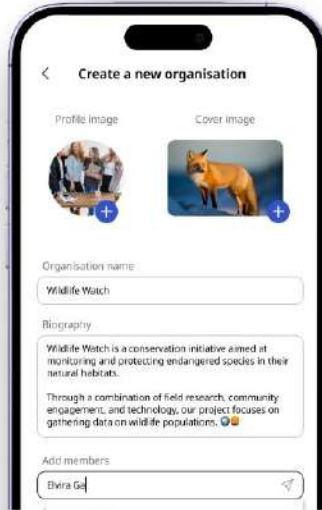 Create a new organisation
Profile image Cover image
Organisation name
Wildlife Watch
Biography
Wildlife Watch is a conservation initiative aimed at
monitoring and protecting endangered species in their
natural habitats.
Through a combination of field research, community
engagement, and technology, our project focuses on
gathering data on wildlife populations. 🌍🦁
Add members
Elvira Ga